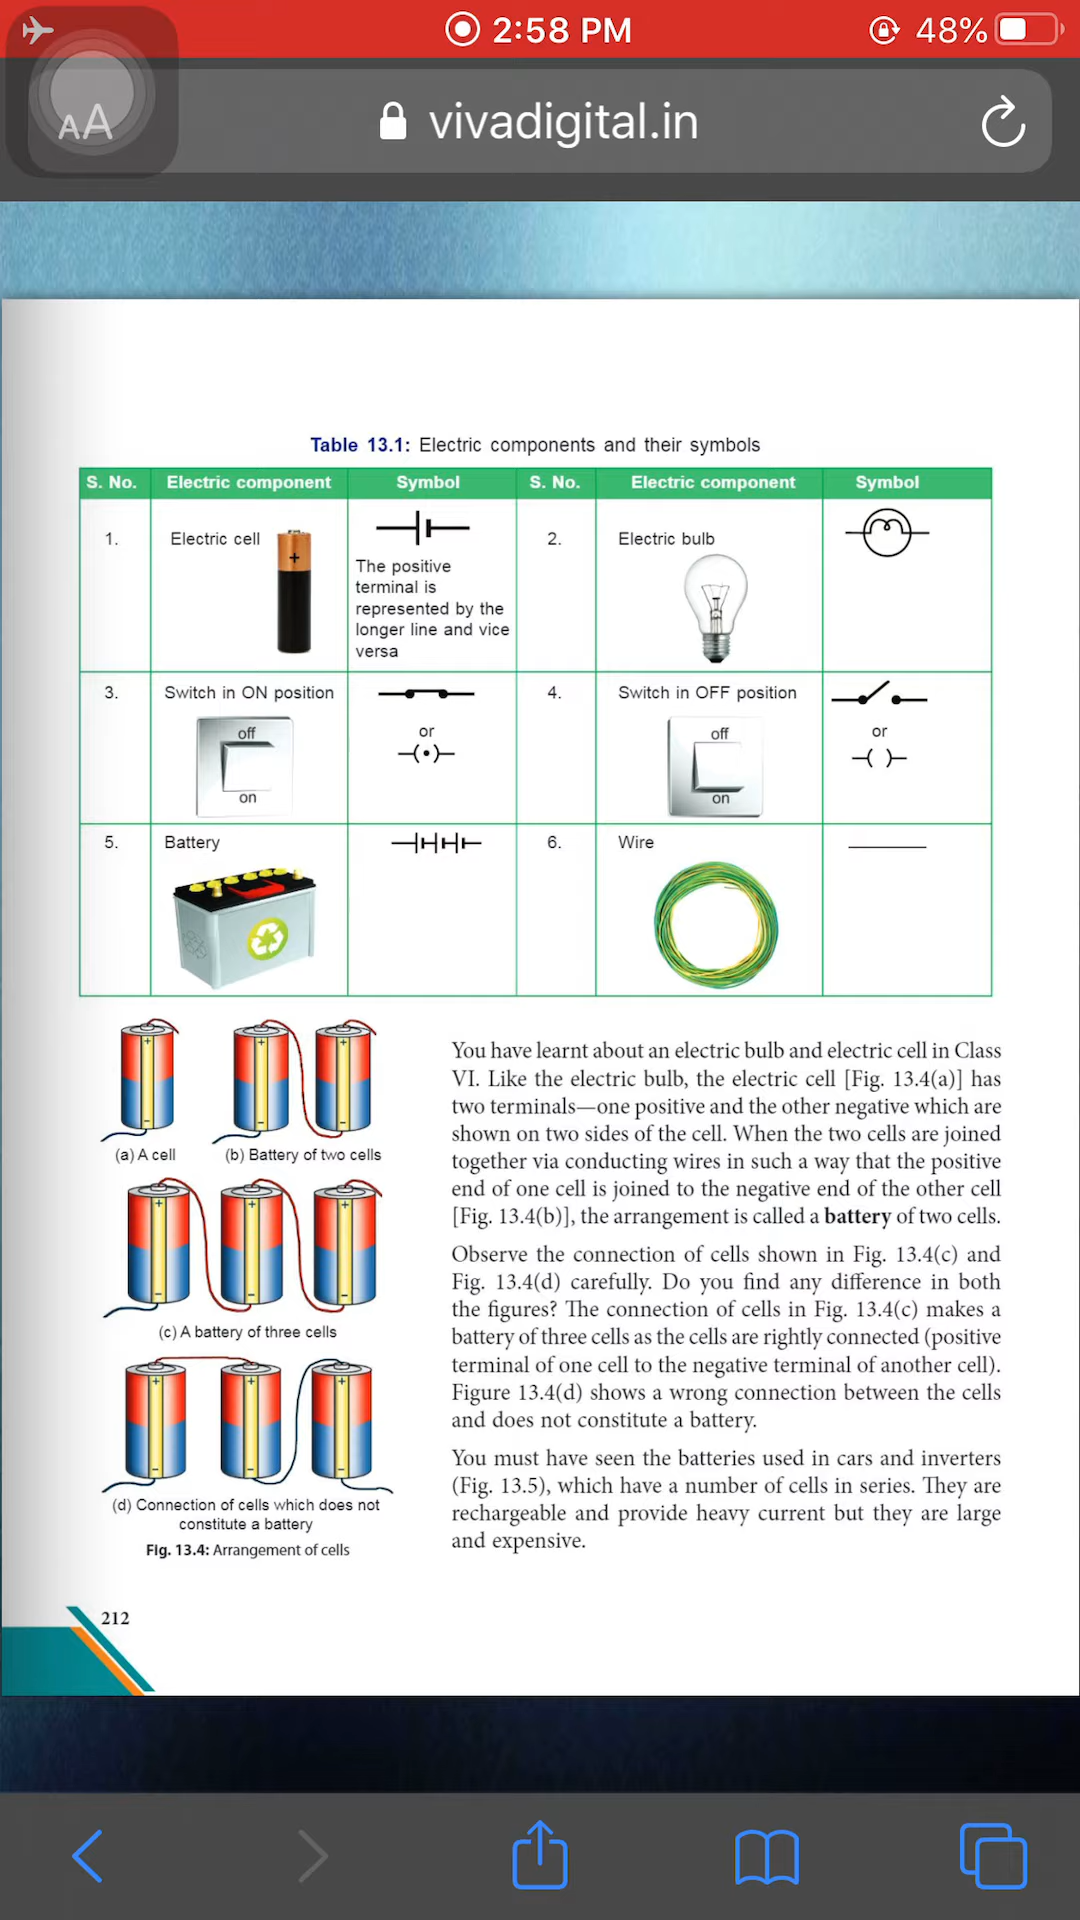 2:58 PM
48%
AA
vivadigital.in
Table 13.1: Electric components and their symbols
S. No. Electric component Symbol S. No. Electric component Symbol
1. Electric cell
+
The positive
terminal is
represented by the
longer line and vice
versa
2. Electric bulb
3. Switch in ON position
off
on
or
4. Switch in OFF position
off
on
or
5. Battery
6. Wire
+
-
(a) A cell
+
-
+
-
(b) Battery of two cells
+
-
+
-
+
-
(c) A battery of three cells
+
-
+
-
+
-
(d) Connection of cells which does not
constitute a battery
Fig. 13.4: Arrangement of cells
You have learnt about an electric bulb and electric cell in Class
VI. Like the electric bulb, the electric cell [Fig. 13.4(a)] has
two terminals—one positive and the other negative which are
shown on two sides of the cell. When the two cells are joined
together via conducting wires in such a way that the positive
end of one cell is joined to the negative end of the other cell
[Fig. 13.4(b)], the arrangement is called a battery of two cells.
Observe the connection of cells shown in Fig. 13.4(c) and
Fig. 13.4(d) carefully. Do you find any difference in both
the figures? The connection of cells in Fig. 13.4(c) makes a
battery of three cells as the cells are rightly connected (positive
terminal of one cell to the negative terminal of another cell).
Figure 13.4(d) shows a wrong connection between the cells
and does not constitute a battery.
You must have seen the batteries used in cars and inverters
(Fig. 13.5), which have a number of cells in series. They are
rechargeable and provide heavy current but they are large
and expensive.
212